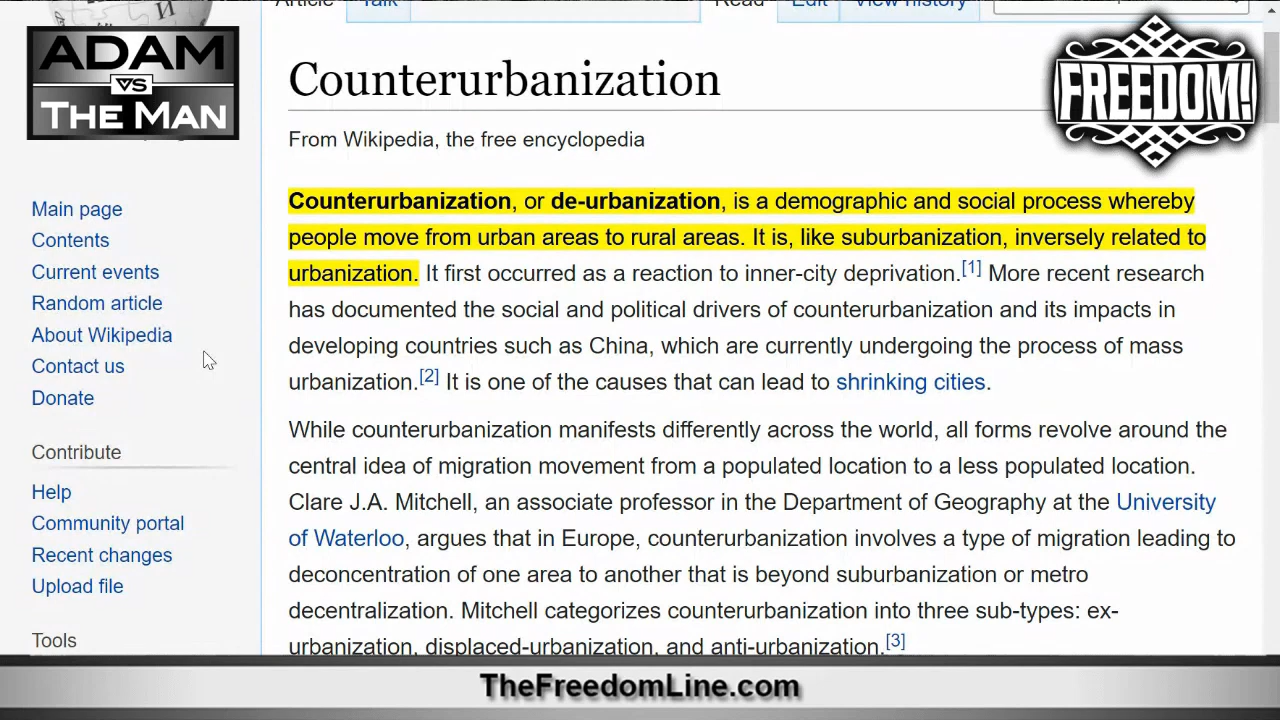 Article Talk Read Edit View history
ADAM
VS
THE MAN
FREEDOM!
Counterurbanization
From Wikipedia, the free encyclopedia
Main page
Contents
Current events
Random article
About Wikipedia
Contact us
Donate
Contribute
Help
Community portal
Recent changes
Upload file
Tools
Counterurbanization, or de-urbanization, is a demographic and social process whereby
people move from urban areas to rural areas. It is, like suburbanization, inversely related to
urbanization. It first occurred as a reaction to inner-city deprivation.[1] More recent research
has documented the social and political drivers of counterurbanization and its impacts in
developing countries such as China, which are currently undergoing the process of mass
urbanization.[2] It is one of the causes that can lead to shrinking cities.
While counterurbanization manifests differently across the world, all forms revolve around the
central idea of migration movement from a populated location to a less populated location.
Clare J.A. Mitchell, an associate professor in the Department of Geography at the University
of Waterloo, argues that in Europe, counterurbanization involves a type of migration leading to
deconcentration of one area to another that is beyond suburbanization or metro
decentralization. Mitchell categorizes counterurbanization into three sub-types: ex-
urbanization, displaced-urbanization, and anti-urbanization.[3]
TheFreedomLine.com